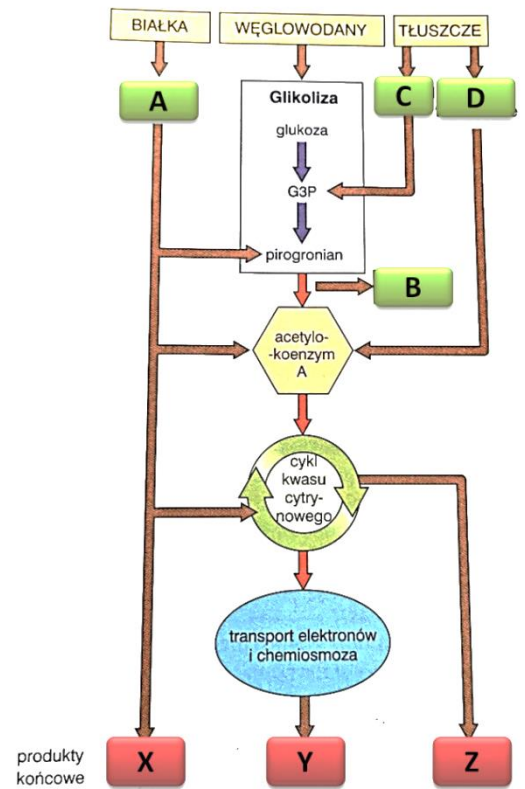 BIAŁKA
WĘGLOWODANY
TŁUSZCZE
A
Glikoliza
C
D
glukoza
G3P
pirogronian
B
acetylo-
-koenzym
A
cykl
kwasu
cytry-
nowego
transport elektronów
i chemiosmoza
produkty
końcowe
X
Y
Z